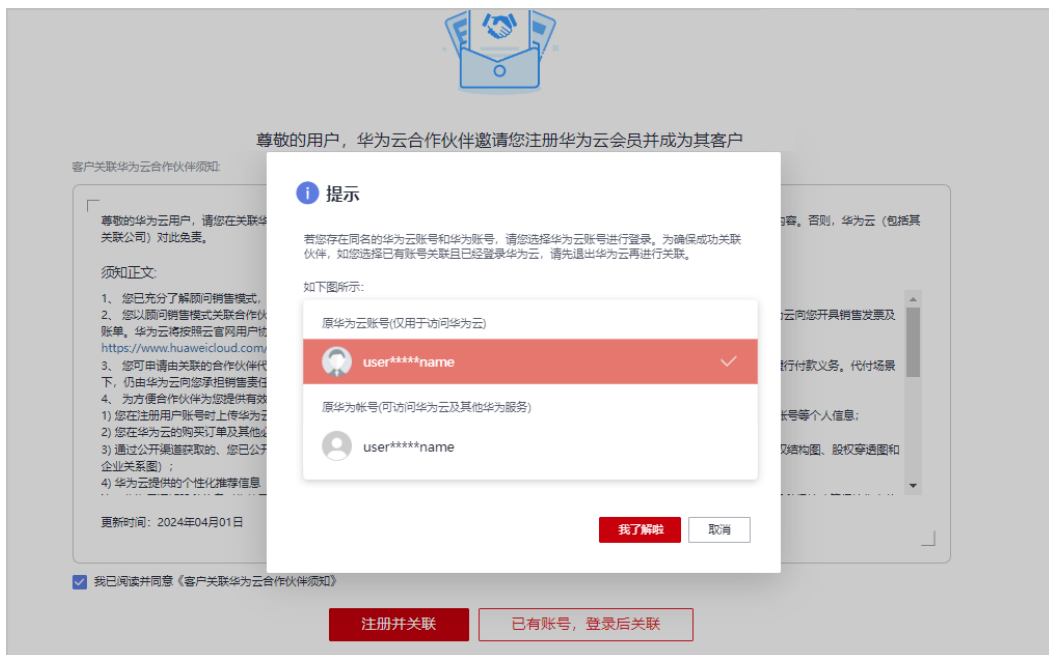 尊敬的用户，华为云合作伙伴邀请您注册华为云会员并成为其客户
客户关联华为云合作伙伴须知:
尊敬的华为云用户，请您在关联华
容。否则，华为云（包括其
关联公司）对此免责。
须知正文:
1、 您已充分了解顾问销售模式，
2、 您以顾问销售模式关联合作伙
云向您开具销售发票及
账单。华为云将按照云官网用户协
https://www.huaweicloud.com/
3、 您可申请由关联的合作伙伴代
行付款义务。代付场景
下，仍由华为云向您承担销售责任
4、 为方便合作伙伴为您提供有效
1) 您在注册用户账号时上传华为云
账号等个人信息；
2) 您在华为云的购买订单及其他必
3) 通过公开渠道获取的、您已公开
权结构图、股权穿透图和
企业关系图）；
4) 华为云提供的个性化推荐信息
更新时间：2024年04月01日
提示
若您存在同名的华为云账号和华为账号，请您选择华为云账号进行登录。为确保成功关联
伙伴，如您选择已有账号关联且已经登录华为云，请先退出华为云再进行关联。
如下图所示:
原华为云账号(仅用于访问华为云)
user*****name
原华为帐号(可访问华为云及其他华为服务)
user*****name
我了解啦
取消
我已阅读并同意《客户关联华为云合作伙伴须知》
注册并关联
已有账号，登录后关联